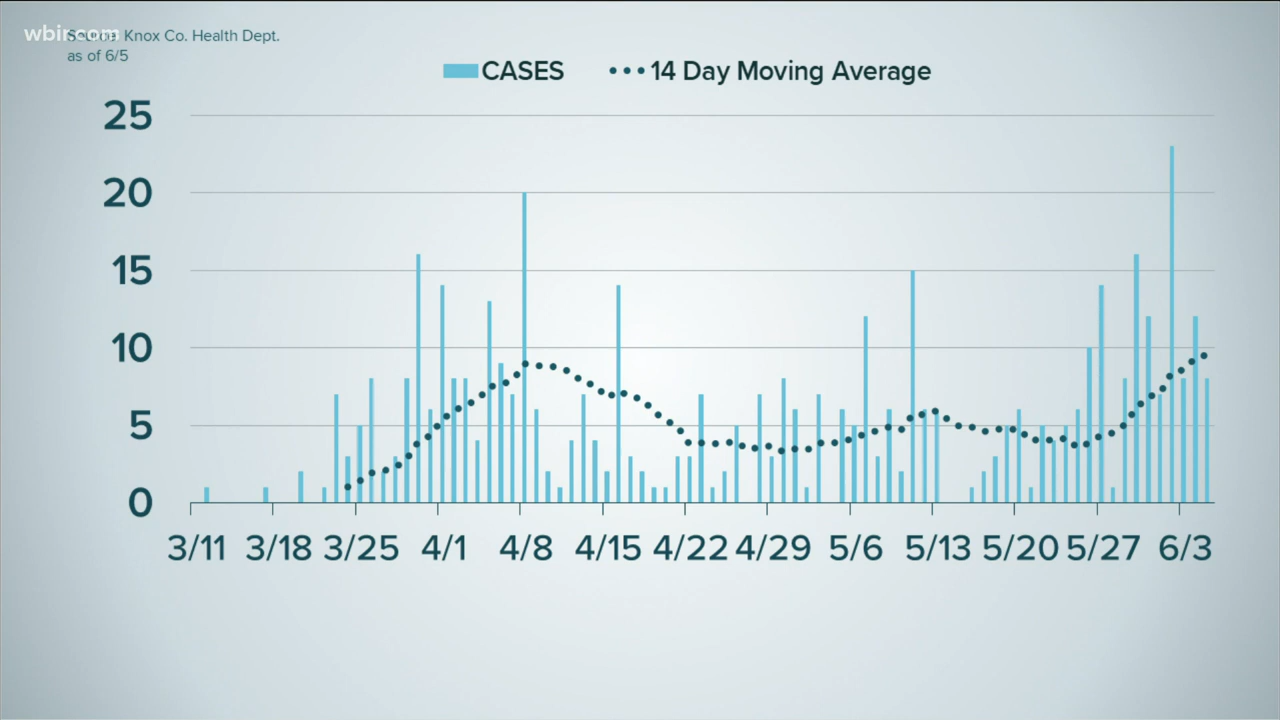 wbir.com
Source: Knox Co. Health Dept.
as of 6/5
CASES 14 Day Moving Average
25
20
15
10
5
0
3/11 3/18 3/25 4/1 4/8 4/15 4/22 4/29 5/6 5/13 5/20 5/27 6/3